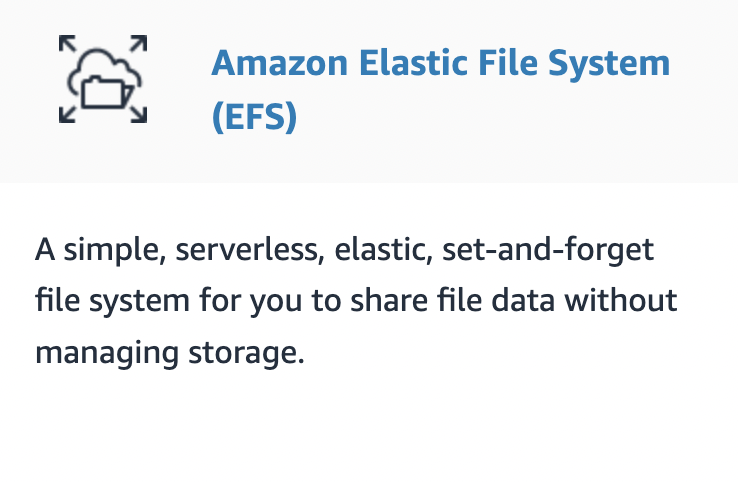 Amazon Elastic File System
(EFS)
A simple, serverless, elastic, set-and-forget
file system for you to share file data without
managing storage.